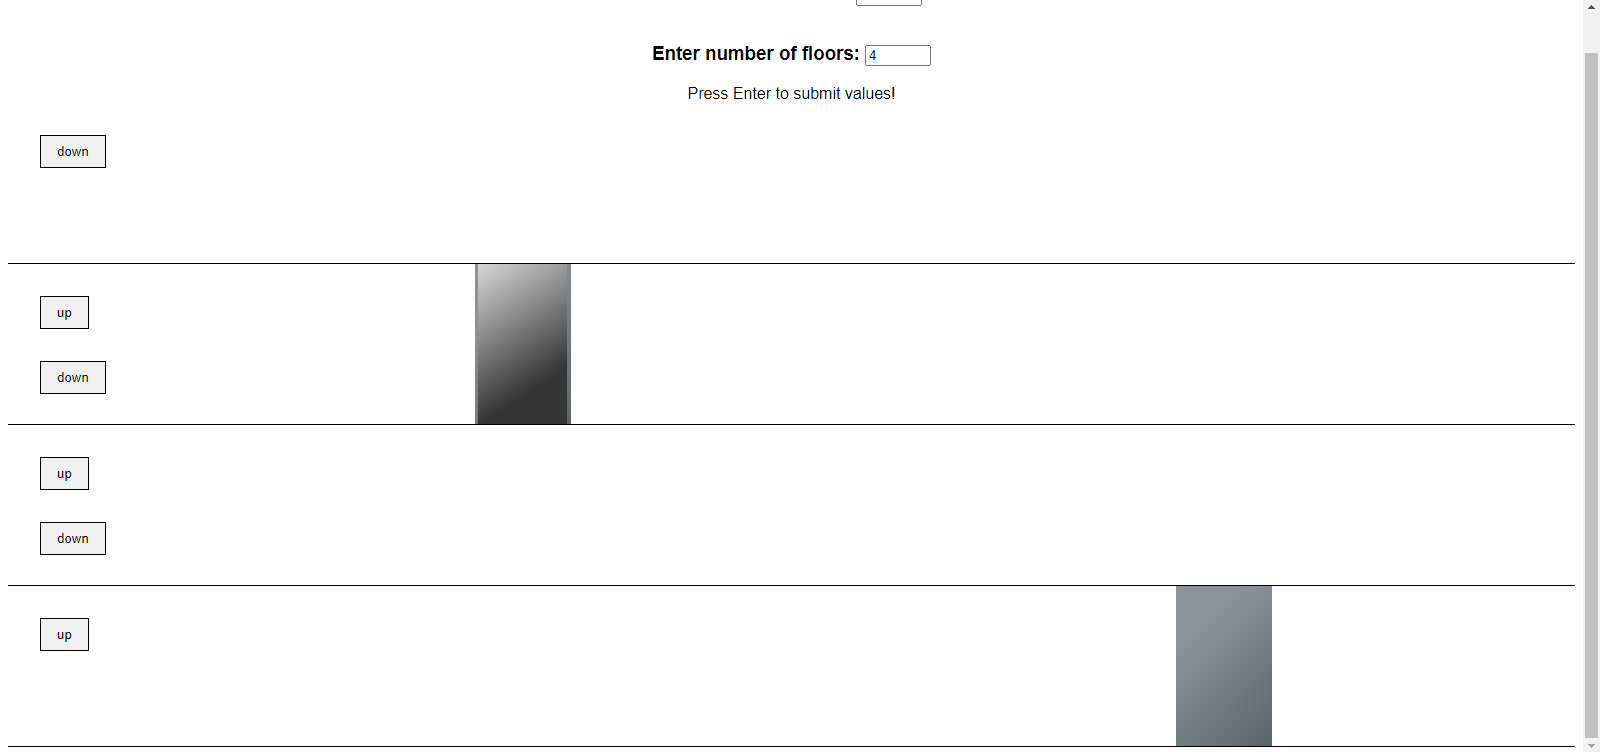 Enter number of floors: 4
Press Enter to submit values!
down
up
down
up
down
up